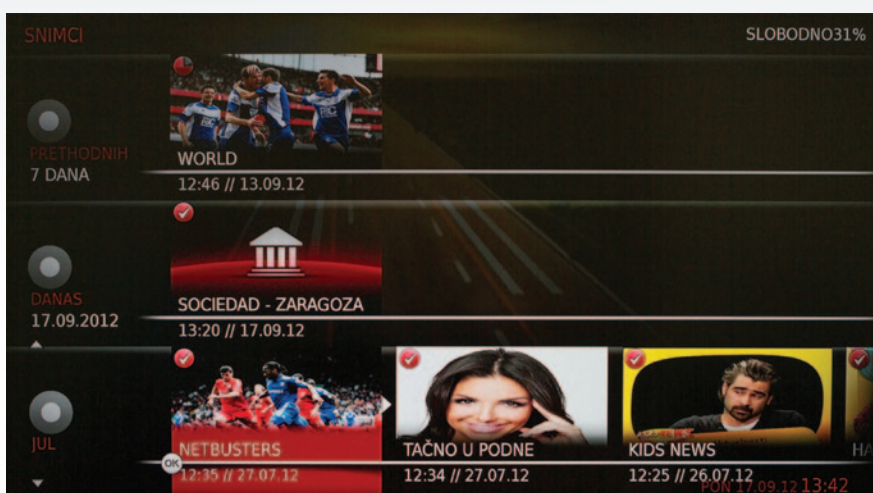 SNIMCI
SLOBODNO31%
PRETHODNIH
7 DANA
WORLD
12:46 // 13.09.12
DANAS
17.09.2012
SOCIEDAD - ZARAGOZA
13:20 // 17.09.12
JUL
NETBUSTERS
12:35 // 27.07.12
TAČNO U PODNE
12:34 // 27.07.12
KIDS NEWS
12:25 // 26.07.12
HA
OK
PON 17.09.12 13:42